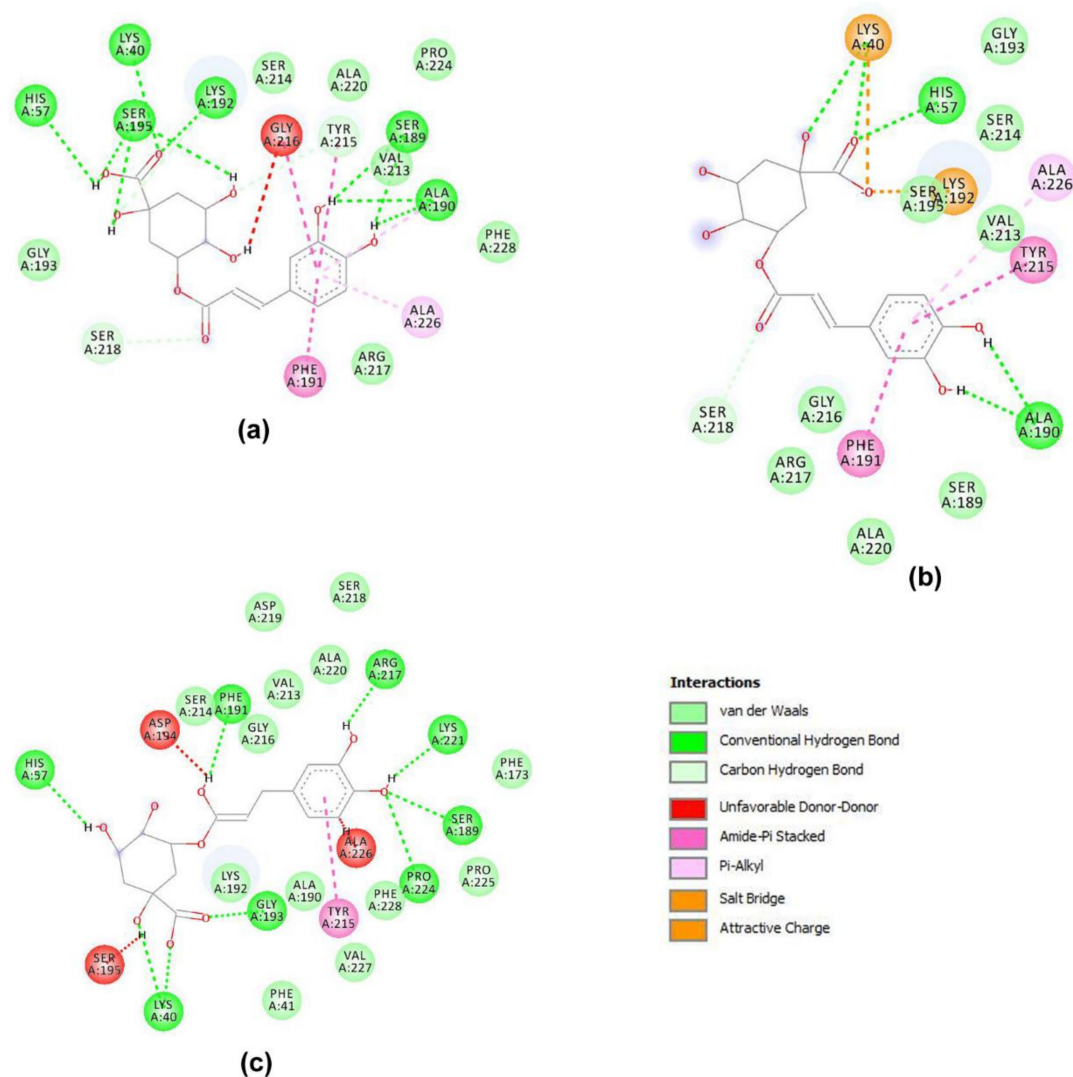 LYS
A:40
HIS
A:57
SER
A:195
LYS
A:192
SER
A:214
ALA
A:220
PRO
A:224
GLY
A:216
TYR
A:215
SER
A:189
VAL
A:213
ALA
A:190
PHE
A:228
GLY
A:193
SER
A:218
ALA
A:226
ARG
A:217
PHE
A:191
H
O
O
O
H
O
H
O
O
H
O
O
H
O
H
O
(a)
LYS
A:40
GLY
A:193
HIS
A:57
SER
A:214
ALA
A:226
SER
A:195
LYS
A:192
VAL
A:213
TYR
A:215
SER
A:218
GLY
A:216
ARG
A:217
PHE
A:191
ALA
A:190
SER
A:189
ALA
A:220
O
O
O
O
O
-O
O
O
O
H
O
H
(b)
ASP
A:219
SER
A:218
ALA
A:220
ARG
A:217
SER
A:214
PHE
A:191
VAL
A:213
ASP
A:194
GLY
A:216
LYS
A:221
HIS
A:57
PHE
A:173
SER
A:189
ALA
A:226
LYS
A:192
ALA
A:190
GLY
A:193
PHE
A:228
PRO
A:224
PRO
A:225
TYR
A:215
SER
A:195
VAL
A:227
LYS
A:40
PHE
A:41
H
O
H
O
H
O
H
O
O
O
H
O
H
O
O
(c)
Interactions
van der Waals
Conventional Hydrogen Bond
Carbon Hydrogen Bond
Unfavorable Donor-Donor
Amide-Pi Stacked
Pi-Alkyl
Salt Bridge
Attractive Charge